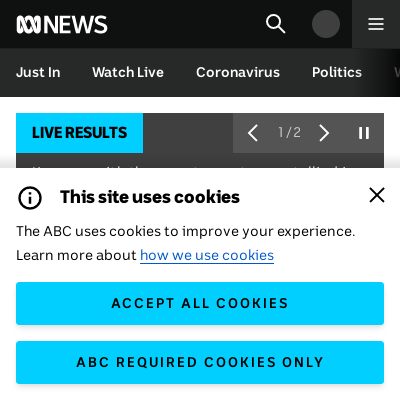 NEWS
Just In Watch Live Coronavirus Politics
LIVE RESULTS 1/2
This site uses cookies
The ABC uses cookies to improve your experience.
Learn more about how we use cookies
ACCEPT ALL COOKIES
ABC REQUIRED COOKIES ONLY